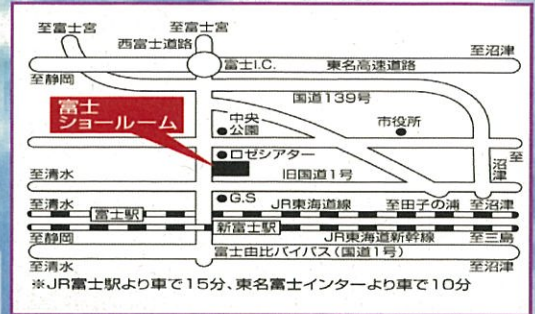 至富士宮
至富士宮
西富士道路
至沼津
富士I.C.
東名高速道路
至静岡
国道139号
富士
ショールーム
中央
公園
市役所
ロゼシアター
至
沼津
至清水
旧国道1号
G.S
至清水
JR東海道線
至田子の浦
至沼津
富士駅
新富士駅
至静岡
JR東海道新幹線
至三島
富士由比バイパス(国道1号)
至清水
至沼津
※JR富士駅より車で15分、東名富士インターより車で10分